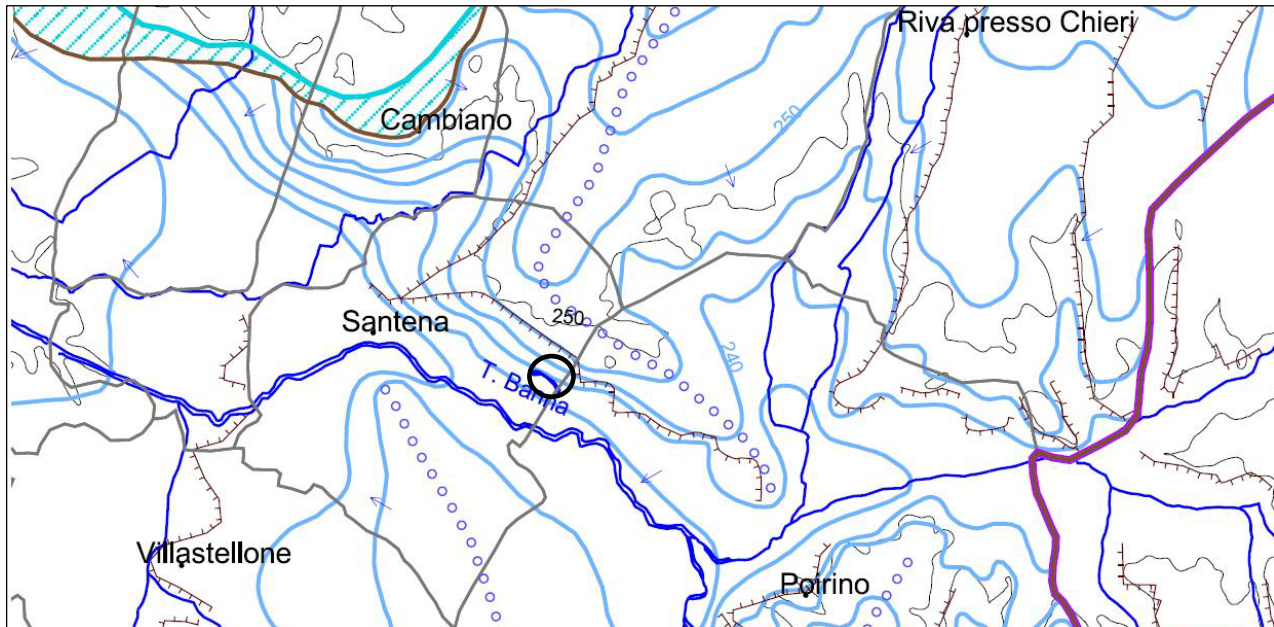 Riva presso Chieri
250
Cambiano
250
Santena
240
T. Banna
Villastellone
Poirino